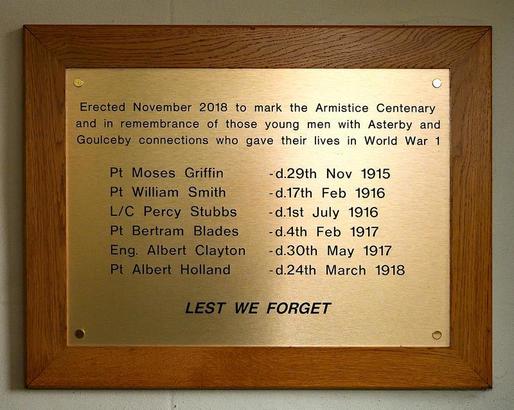 Erected November 2018 to mark the Armistice Centenary
and in remembrance of those young men with Asterby and
Goulceby connections who gave their lives in World War 1
Pt Moses Griffin -d.29th Nov 1915
Pt William Smith -d.17th Feb 1916
L/C Percy Stubbs -d.1st July 1916
Pt Bertram Blades -d.4th Feb 1917
Eng. Albert Clayton -d.30th May 1917
Pt Albert Holland -d.24th March 1918
LEST WE FORGET